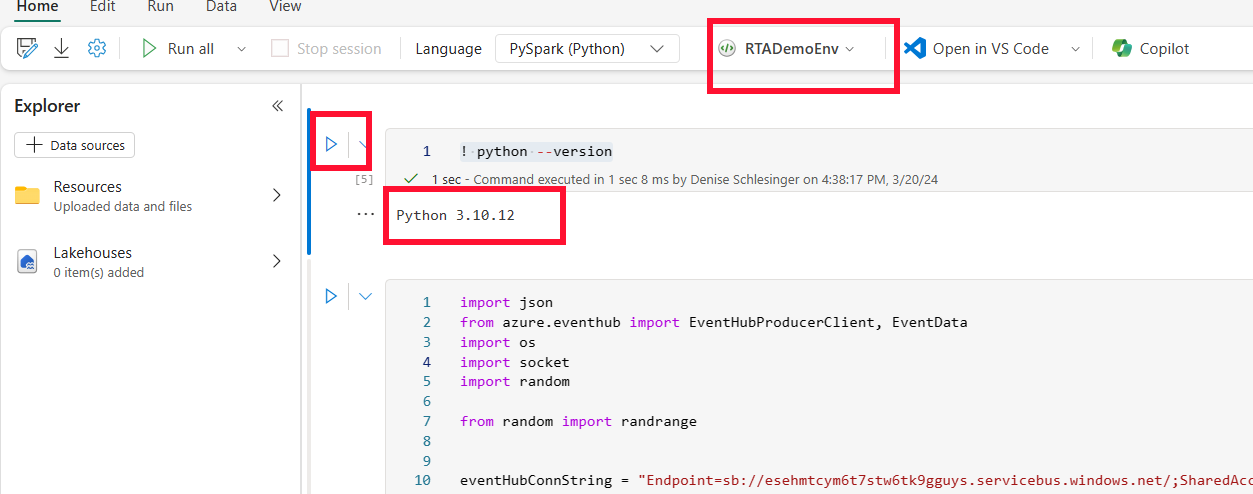 Home Edit Run Data View
Run all Stop session Language PySpark (Python) RTADemoEnv Open in VS Code Copilot
Explorer
Data sources
Resources
Uploaded data and files
Lakehouses
0 item(s) added
1 ! python --version
[5] 1 sec - Command executed in 1 sec 8 ms by Denise Schlesinger on 4:38:17 PM, 3/20/24
... Python 3.10.12
1 import json
2 from azure.eventhub import EventHubProducerClient, EventData
3 import os
4 import socket
5 import random
6
7 from random import randrange
8
9
10 eventHubConnString = "Endpoint=sb://esehmtcym6t7stw6tk9gguys.servicebus.windows.net/;SharedAcc